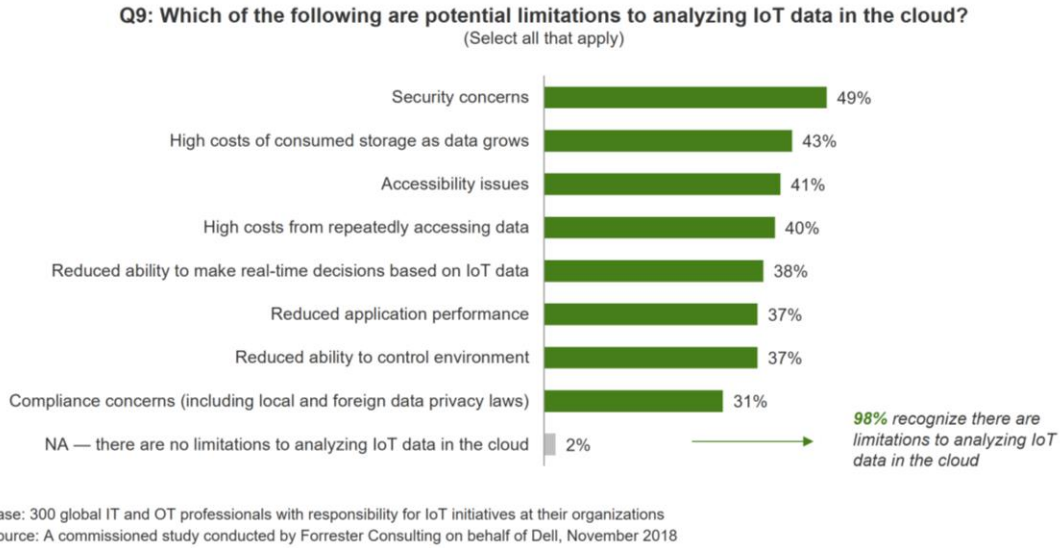 Q9: Which of the following are potential limitations to analyzing IoT data in the cloud?
(Select all that apply)
Security concerns 49%
High costs of consumed storage as data grows 43%
Accessibility issues 41%
High costs from repeatedly accessing data 40%
Reduced ability to make real-time decisions based on IoT data 38%
Reduced application performance 37%
Reduced ability to control environment 37%
Compliance concerns (including local and foreign data privacy laws) 31%
NA — there are no limitations to analyzing IoT data in the cloud 2%
98% recognize there are
limitations to analyzing IoT
data in the cloud
ase: 300 global IT and OT professionals with responsibility for IoT initiatives at their organizations
ource: A commissioned study conducted by Forrester Consulting on behalf of Dell, November 2018